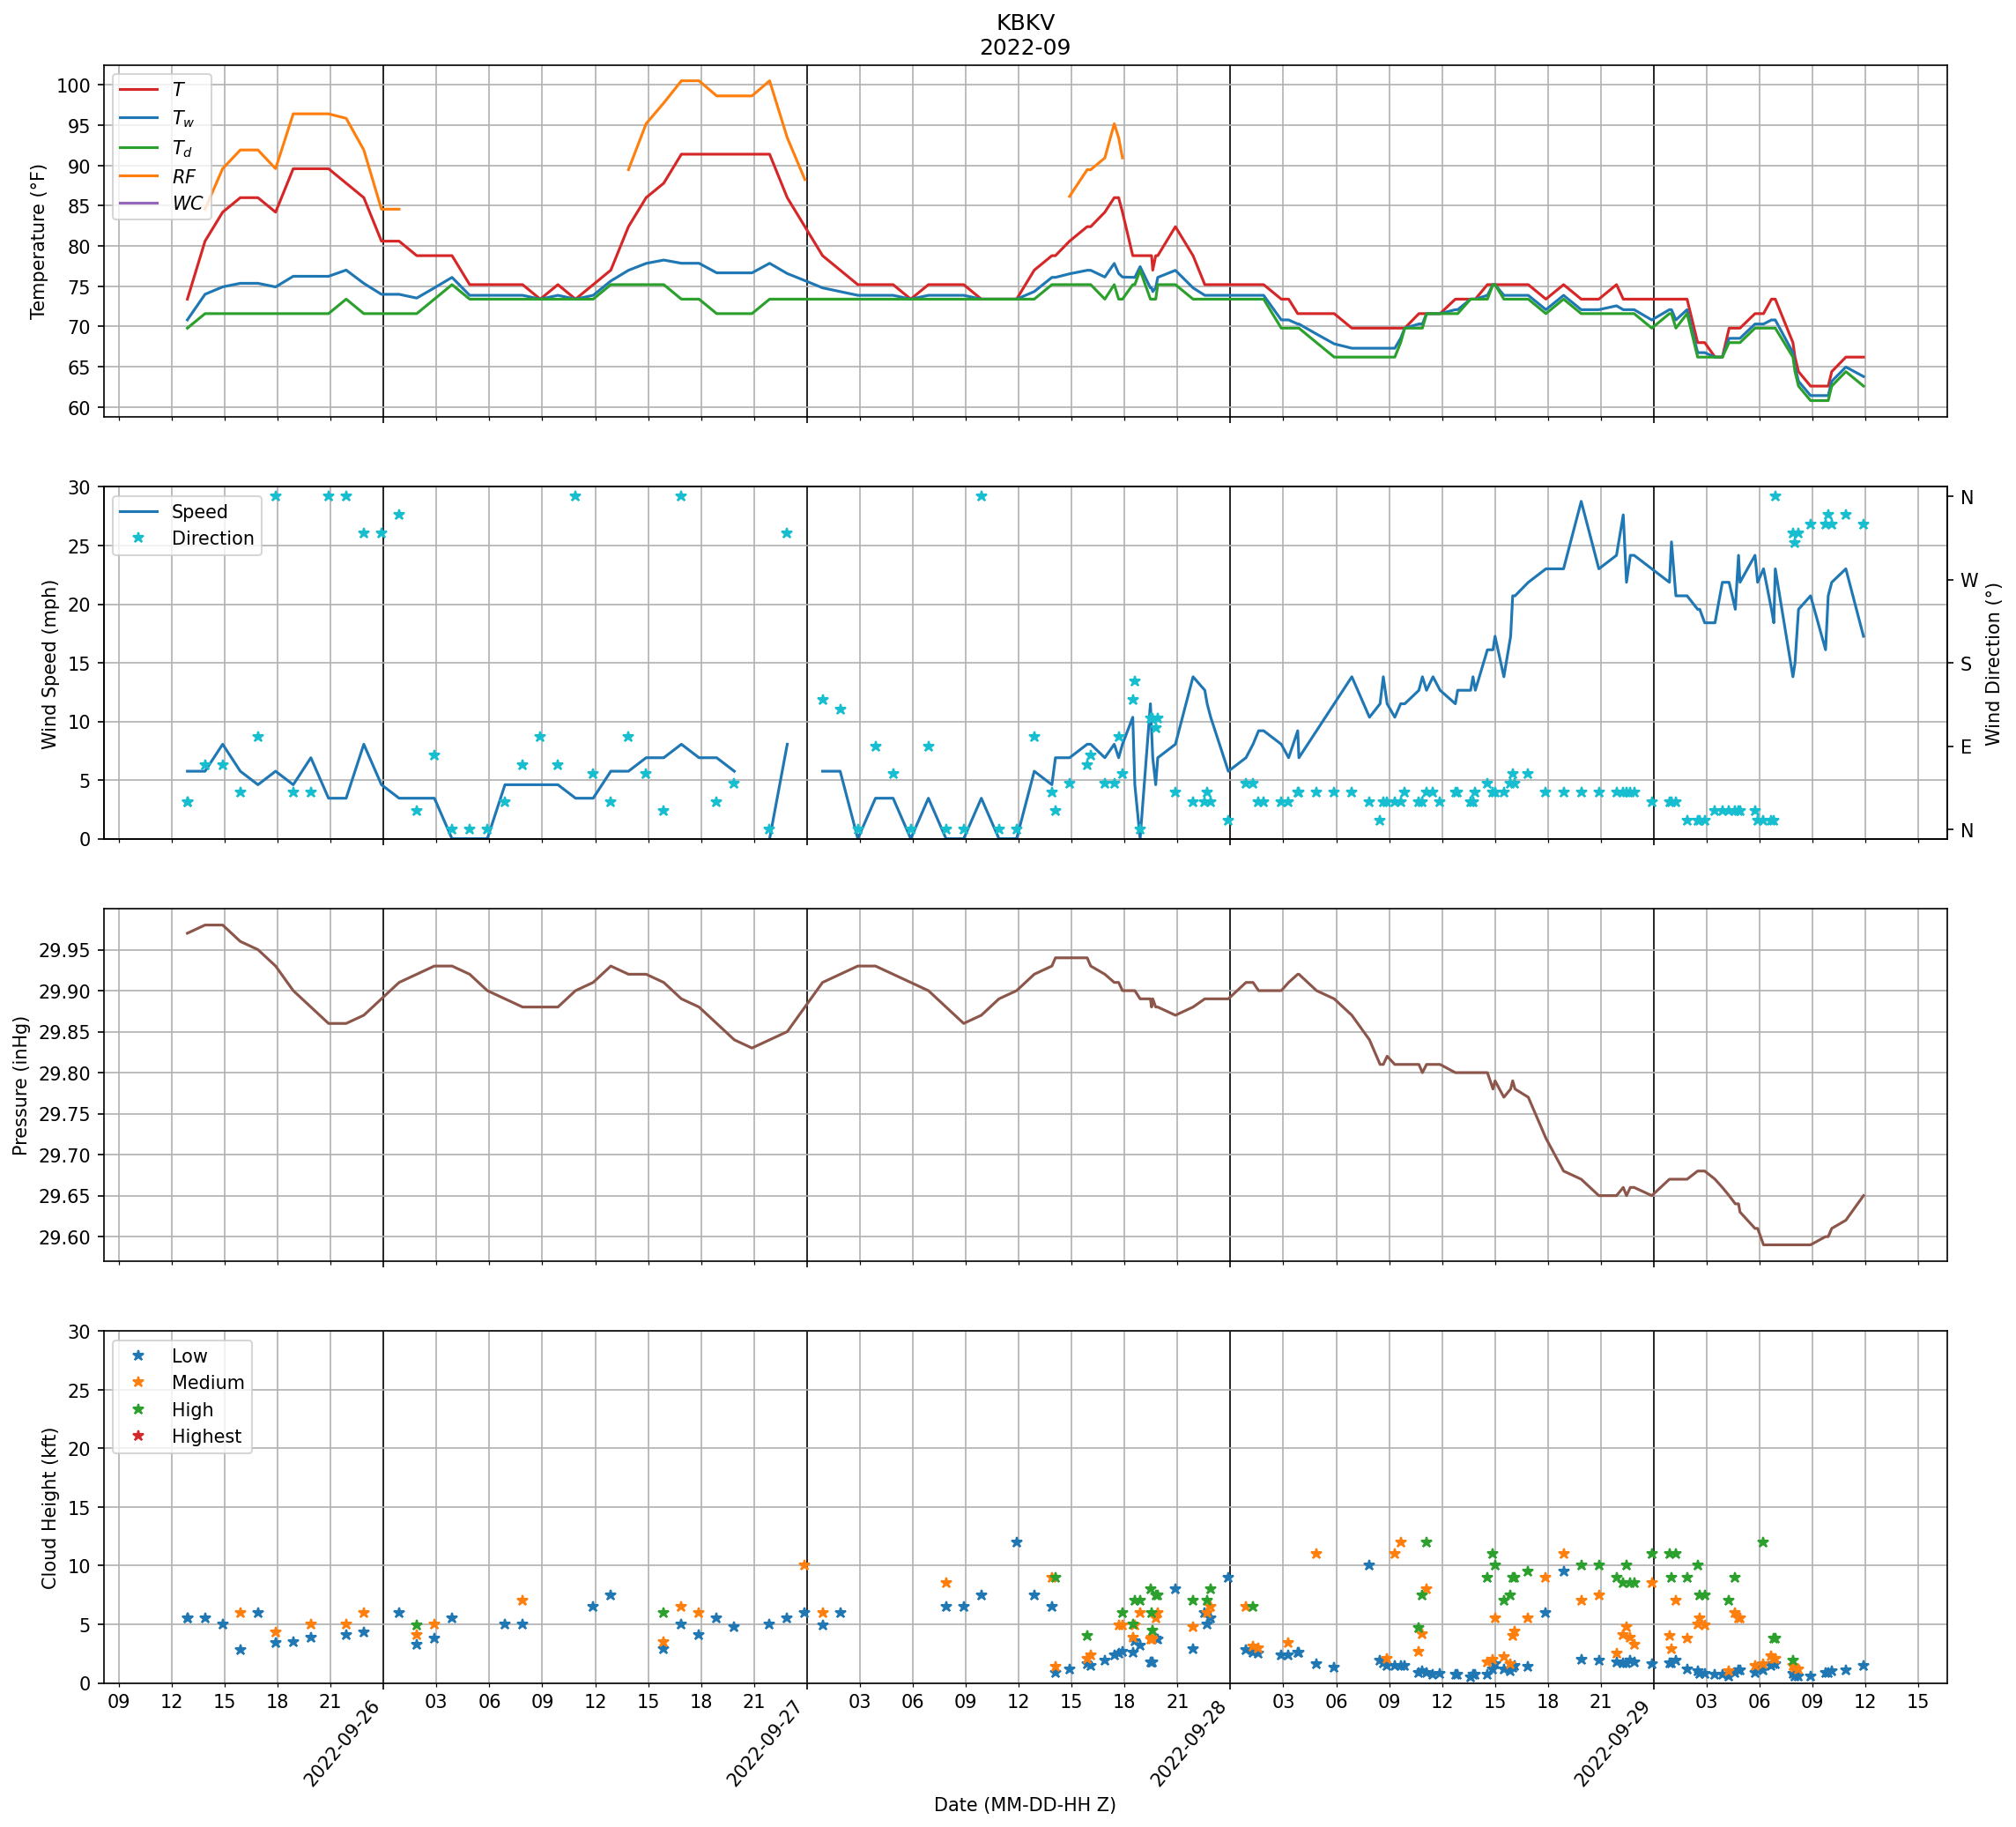 KBKV
2022-09
Temperature (°F)
100
95
90
85
80
75
70
65
60
T
T_w
T_d
RF
WC
Wind Speed (mph)
30
25
20
15
10
5
0
Speed
Direction
N
W
S
E
N
Wind Direction (°)
Pressure (inHg)
29.95
29.90
29.85
29.80
29.75
29.70
29.65
29.60
Cloud Height (kft)
30
25
20
15
10
5
0
Low
Medium
High
Highest
09 12 15 18 21 2022-09-26 03 06 09 12 15 18 21 2022-09-27 03 06 09 12 15 18 21 2022-09-28 03 06 09 12 15 18 21 2022-09-29 03 06 09 12 15
Date (MM-DD-HH Z)